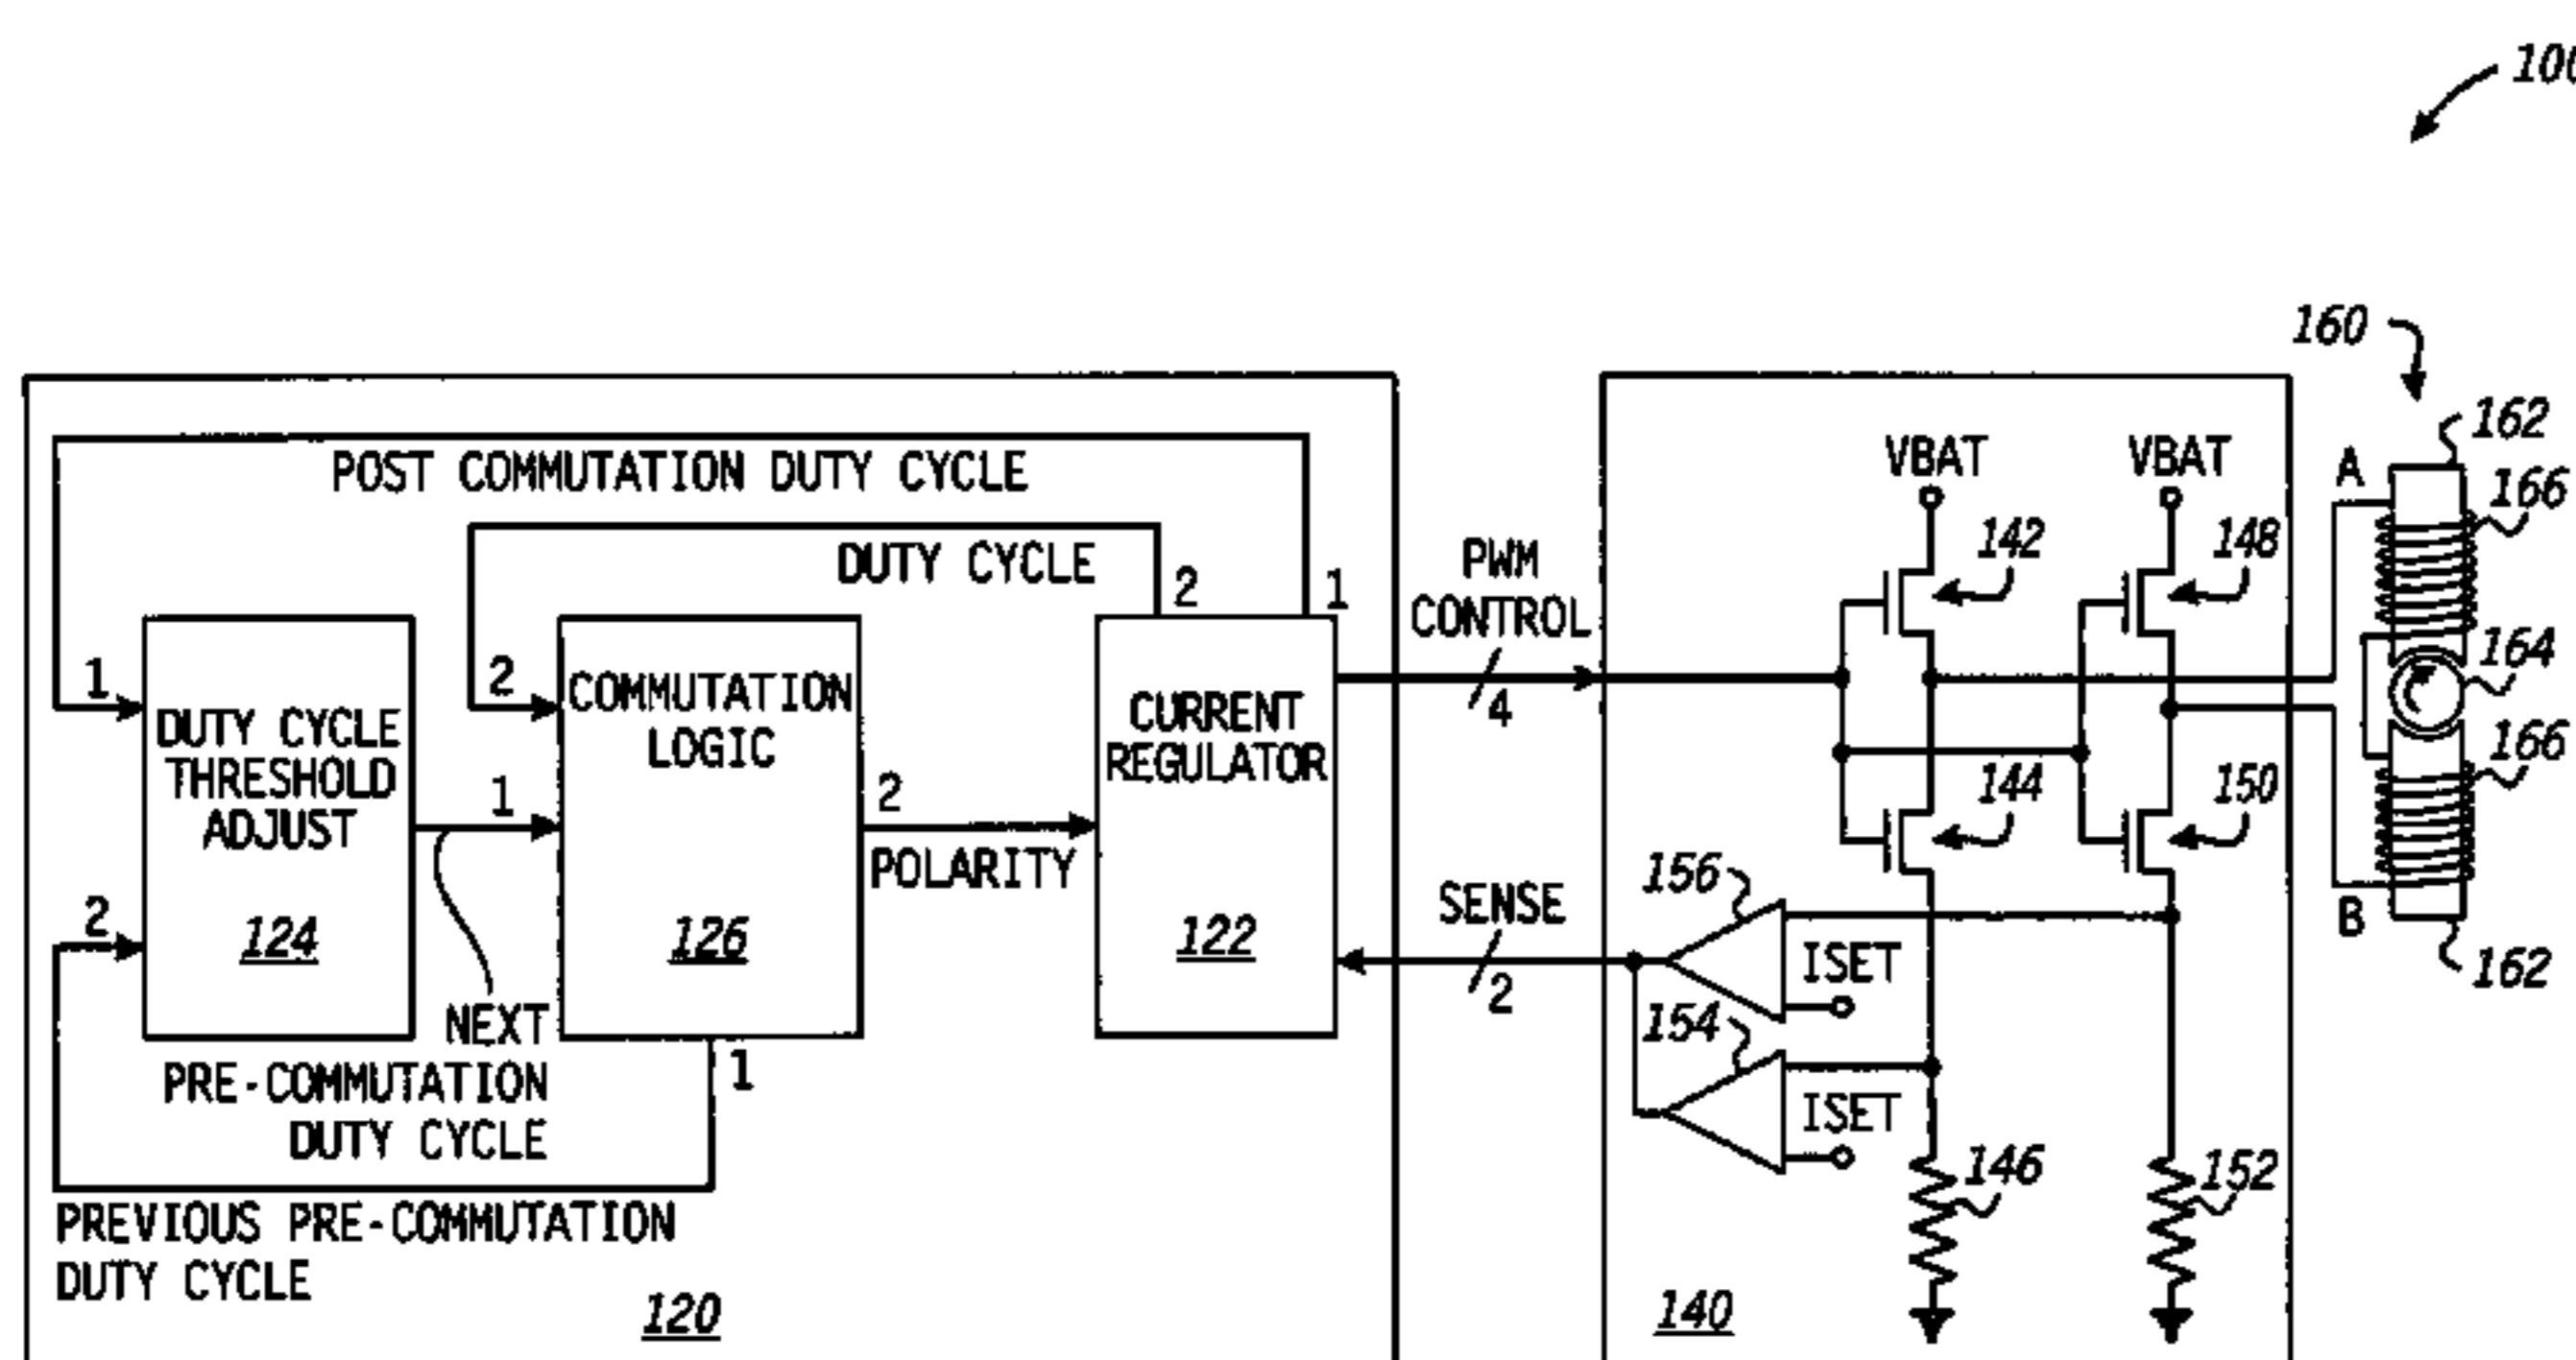 100
160
162
166
164
166
162
A
B
POST COMMUTATION DUTY CYCLE
DUTY CYCLE
2
1
1
2
DUTY CYCLE
THRESHOLD
ADJUST
124
2
1
COMMUTATION
LOGIC
126
1
2
POLARITY
CURRENT
REGULATOR
122
NEXT
PRE-COMMUTATION
DUTY CYCLE
PREVIOUS PRE-COMMUTATION
DUTY CYCLE
120
PWM
CONTROL
4
SENSE
2
VBAT
VBAT
142
148
144
150
156
ISET
154
ISET
146
152
140